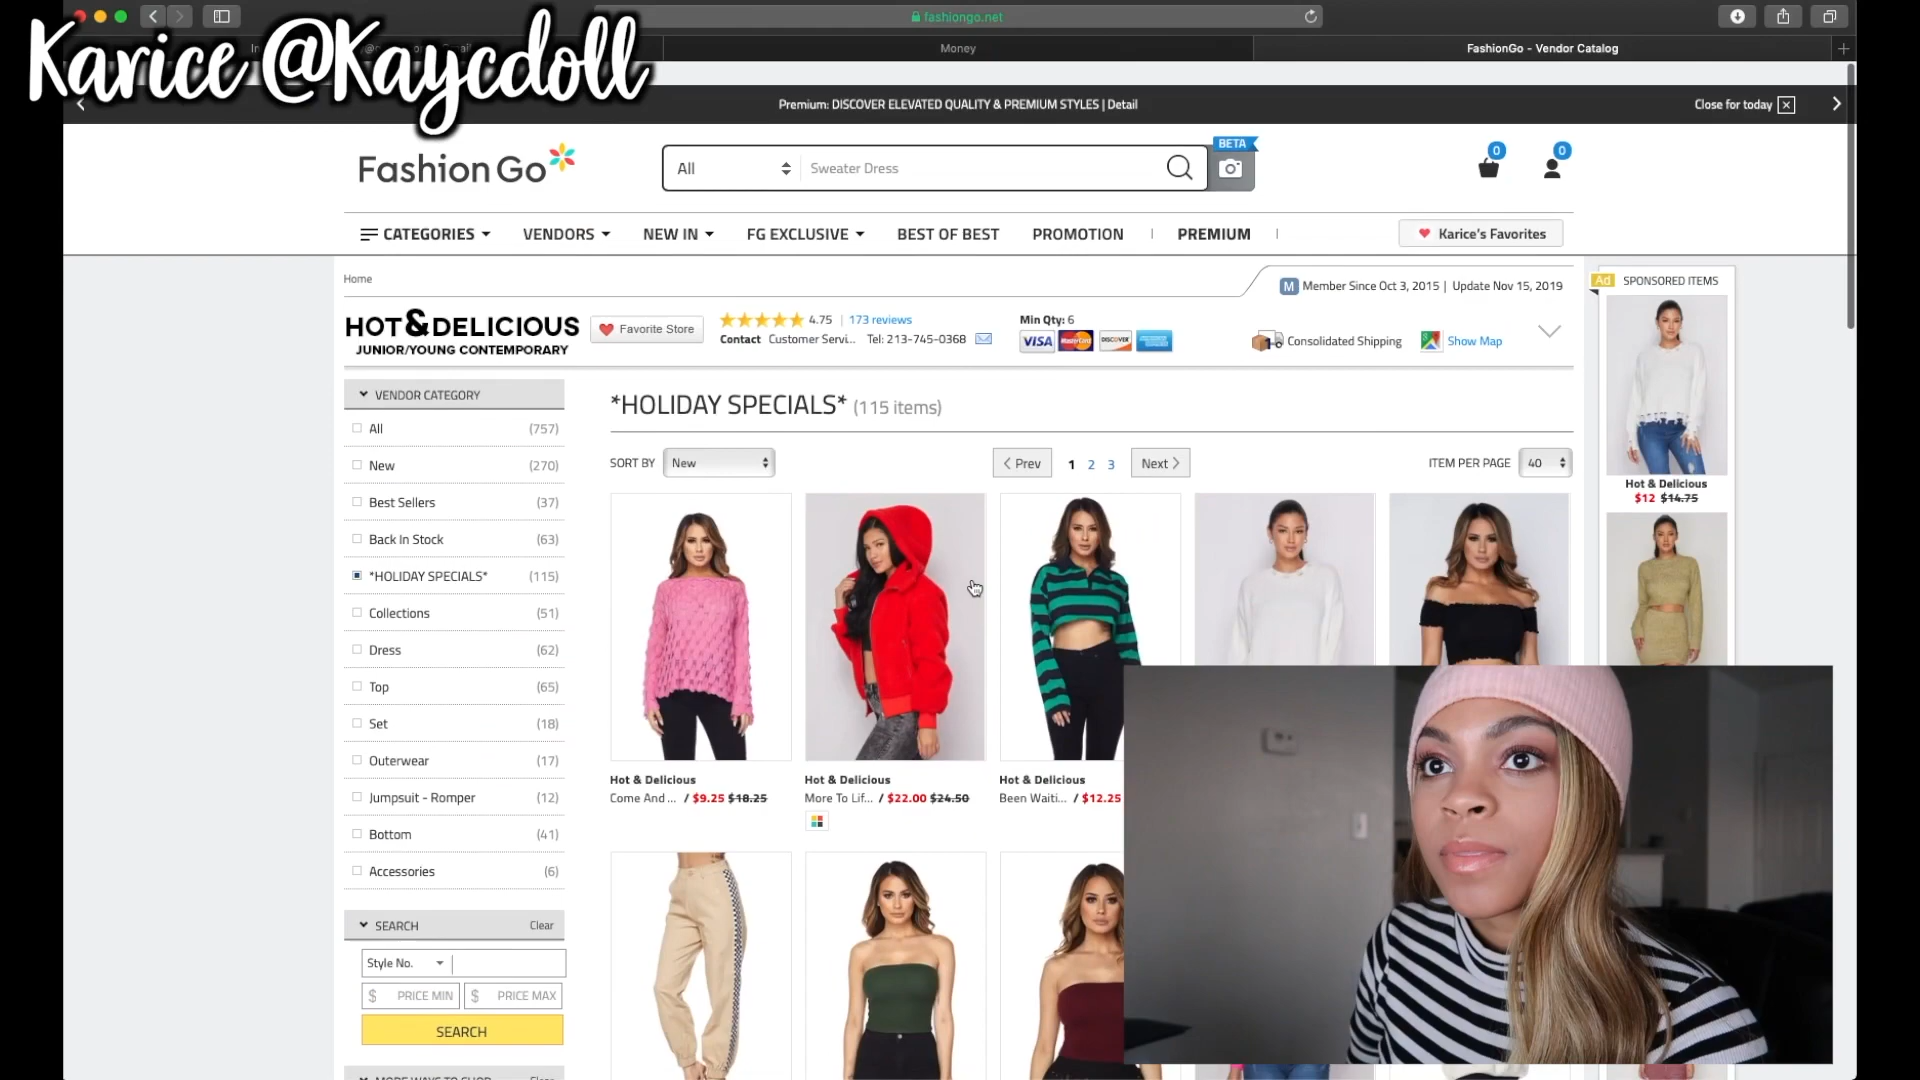 Karice @Kaycdoll
fashiongo.net
Money
FashionGo - Vendor Catalog
Premium: DISCOVER ELEVATED QUALITY & PREMIUM STYLES | Detail
Close for today
Fashion Go
All
Sweater Dress
BETA
0
0
CATEGORIES
VENDORS
NEW IN
FG EXCLUSIVE
BEST OF BEST
PROMOTION
PREMIUM
Karice's Favorites
Home
M Member Since Oct 3, 2015 | Update Nov 15, 2019
Ad SPONSORED ITEMS
HOT&DELICIOUS
JUNIOR/YOUNG CONTEMPORARY
Favorite Store
4.75 | 173 reviews
Contact Customer Servi... Tel: 213-745-0368
Min Qty: 6
VISA MasterCard DISCOVER
Consolidated Shipping
Show Map
Hot & Delicious
$12 $14.75
VENDOR CATEGORY
All (757)
New (270)
Best Sellers (37)
Back In Stock (63)
*HOLIDAY SPECIALS* (115)
Collections (51)
Dress (62)
Top (65)
Set (18)
Outerwear (17)
Jumpsuit - Romper (12)
Bottom (41)
Accessories (6)
SEARCH Clear
Style No.
$ PRICE MIN $ PRICE MAX
SEARCH
*HOLIDAY SPECIALS* (115 items)
SORT BY New
Prev 1 2 3 Next
ITEM PER PAGE 40
Hot & Delicious
Come And ... / $9.25 $18.25
Hot & Delicious
More To Lif... / $22.00 $24.50
Hot & Delicious
Been Waiti... / $12.25